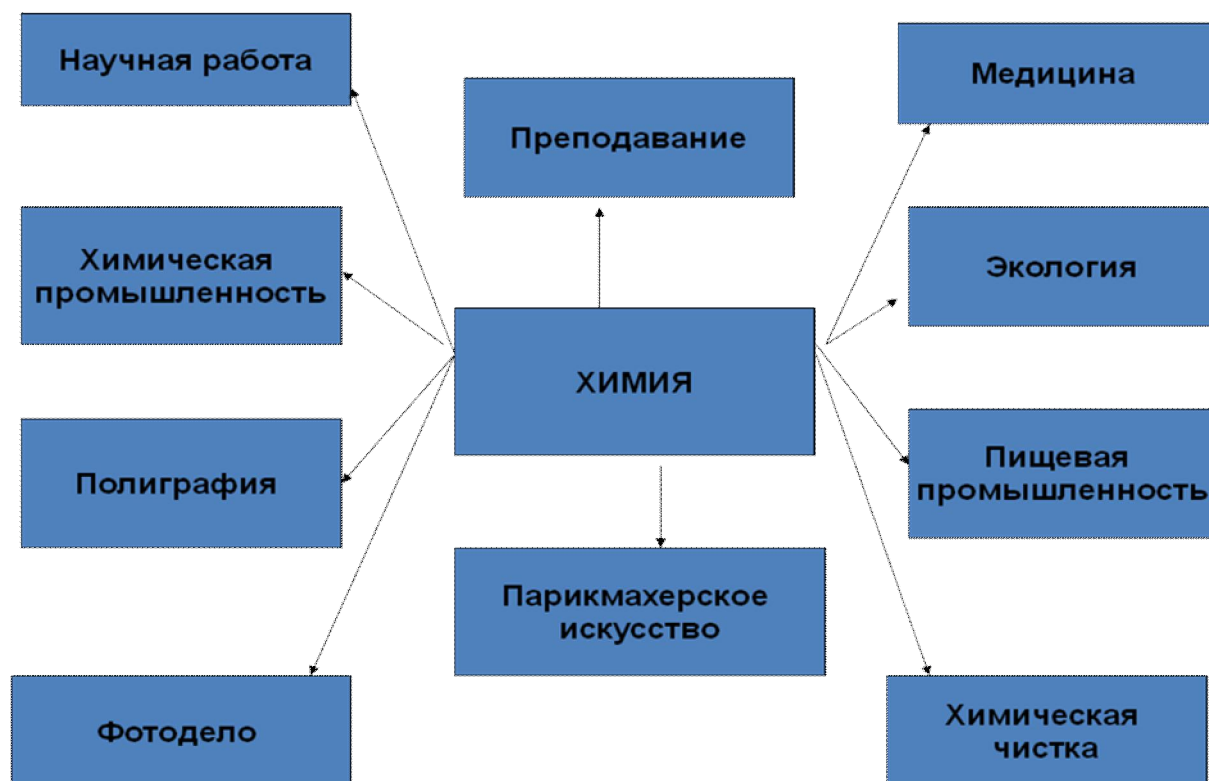 Научная работа
Преподавание
Медицина
Химическая
промышленность
Экология
ХИМИЯ
Полиграфия
Пищевая
промышленность
Парикмахерское
искусство
Фотодело
Химическая
чистка